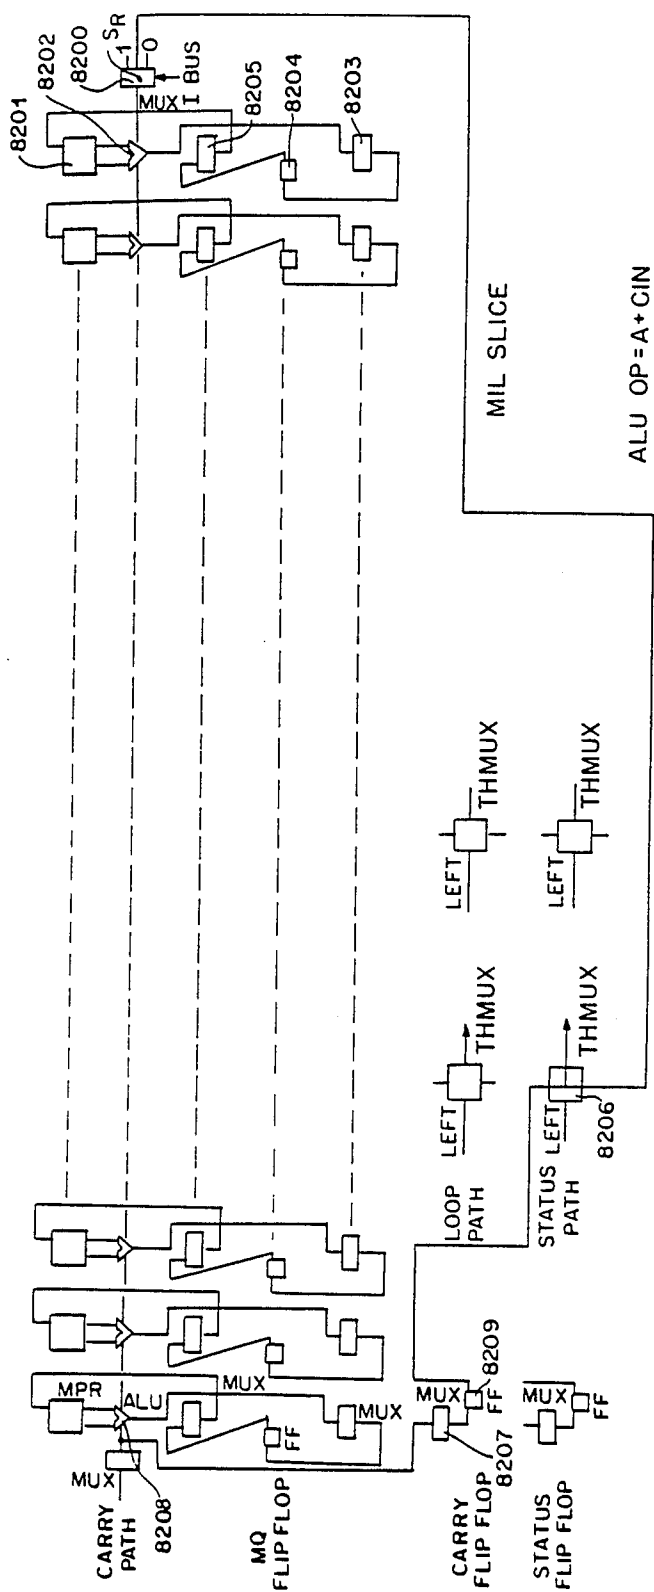 8201
8202
8200
SR
1
0
BUS
MUX I
8205
8204
8203
MPR
ALU
MUX
MUX
FF
MUX
CARRY
PATH
8208
MQ
FLIP FLOP
CARRY
FLIP FLOP
MUX
FF
8209
8207
STATUS
FLIP FLOP
MUX
FF
LOOP
PATH
LEFT
THMUX
LEFT
THMUX
STATUS
PATH
LEFT
THMUX
8206
LEFT
THMUX
MIL SLICE
ALU OP=A+CIN